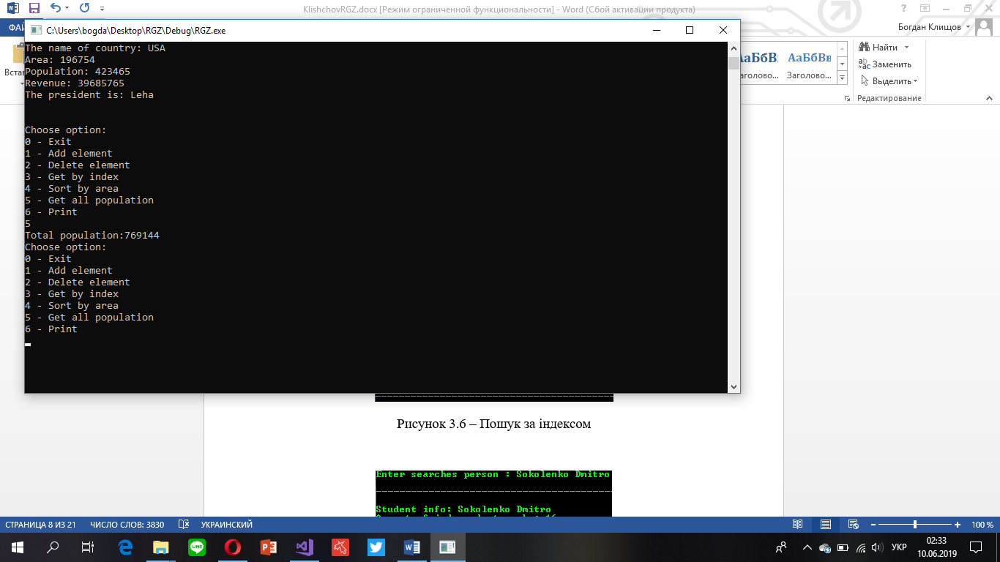 KlishchovRGZ.docx [Режим ограниченной функциональности] - Word (Сбой активации продукта)
C:\Users\bogda\Desktop\RGZ\Debug\RGZ.exe
Богдан Клищов
The name of country: USA
Area: 196754
Population: 423465
Revenue: 39685765
The president is: Leha
Choose option:
0 - Exit
1 - Add element
2 - Delete element
3 - Get by index
4 - Sort by area
5 - Get all population
6 - Print
5
Total population:769144
Choose option:
0 - Exit
1 - Add element
2 - Delete element
3 - Get by index
4 - Sort by area
5 - Get all population
6 - Print
АаБбВ
АаБбВв
аголово...
Заголово...
Найти
Заменить
Выделить
Редактирование
Рисунок 3.6 – Пошук за індексом
Enter searches person : Sokolenko Dmitro
Student info: Sokolenko Dmitro
СТРАНИЦА 8 ИЗ 21 ЧИСЛО СЛОВ: 3830 УКРАИНСКИЙ
100 %
УКР
02:33
10.06.2019